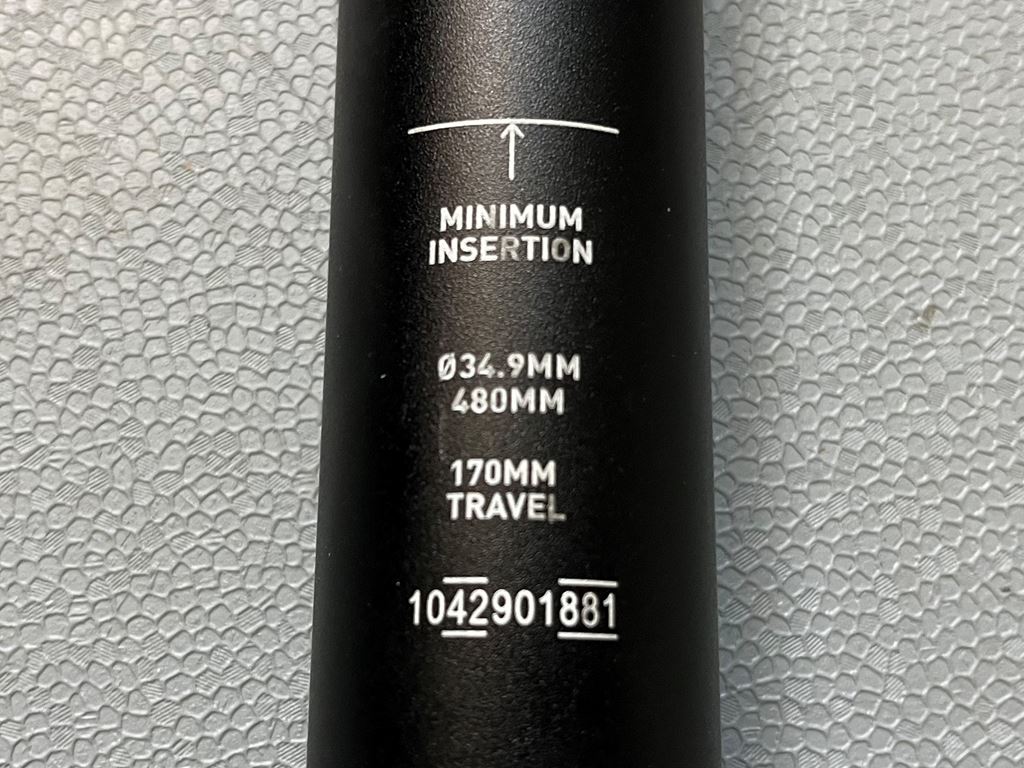 MINIMUM
INSERTION
Ø34.9MM
480MM
170MM
TRAVEL
1042901881